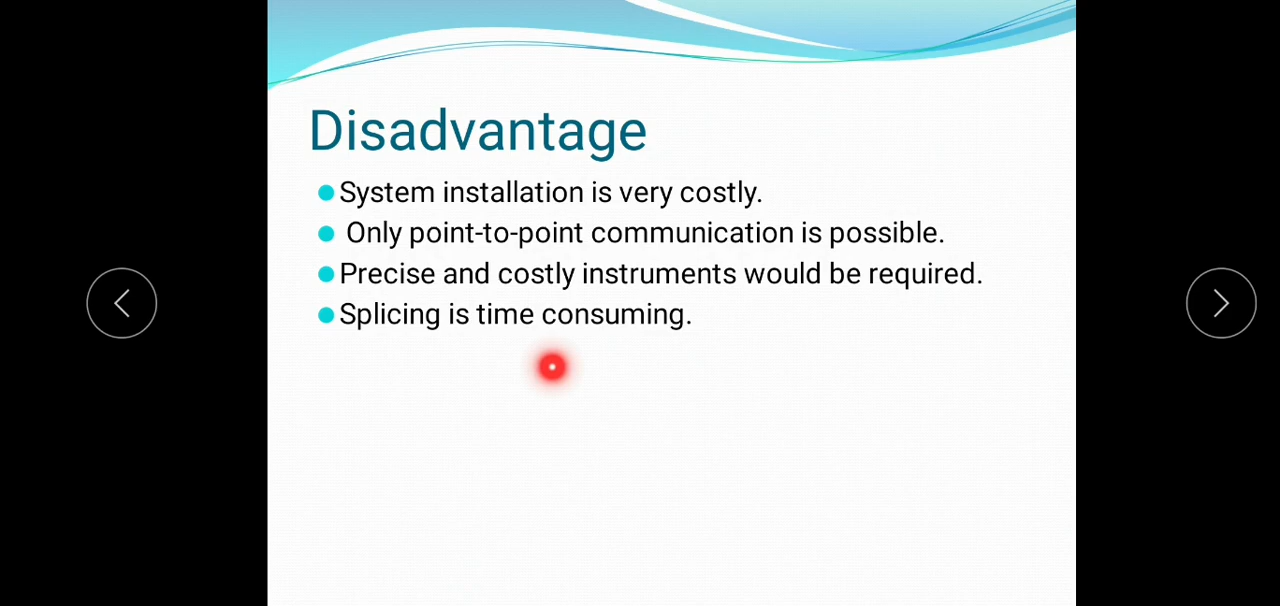 Disadvantage
System installation is very costly.
Only point-to-point communication is possible.
Precise and costly instruments would be required.
Splicing is time consuming.